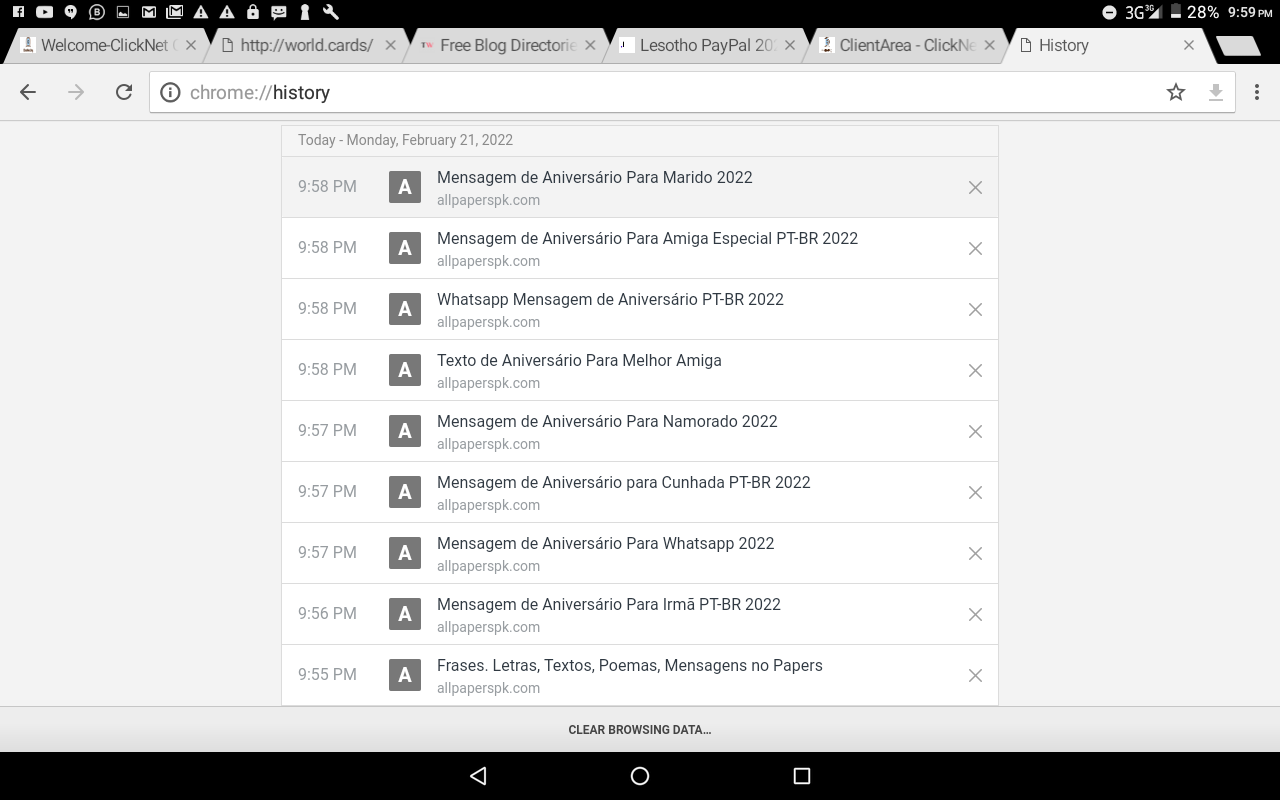 3G 3G 28% 9:59 PM
Welcome-ClickNet
http://world.cards/
TW Free Blog Directorie
Lesotho PayPal 20
ClientArea - ClickNe
History
chrome://history
Today - Monday, February 21, 2022
9:58 PM A Mensagem de Aniversário Para Marido 2022
allpaperspk.com
9:58 PM A Mensagem de Aniversário Para Amiga Especial PT-BR 2022
allpaperspk.com
9:58 PM A Whatsapp Mensagem de Aniversário PT-BR 2022
allpaperspk.com
9:58 PM A Texto de Aniversário Para Melhor Amiga
allpaperspk.com
9:57 PM A Mensagem de Aniversário Para Namorado 2022
allpaperspk.com
9:57 PM A Mensagem de Aniversário para Cunhada PT-BR 2022
allpaperspk.com
9:57 PM A Mensagem de Aniversário Para Whatsapp 2022
allpaperspk.com
9:56 PM A Mensagem de Aniversário Para Irmã PT-BR 2022
allpaperspk.com
9:55 PM A Frases. Letras, Textos, Poemas, Mensagens no Papers
allpaperspk.com
CLEAR BROWSING DATA...